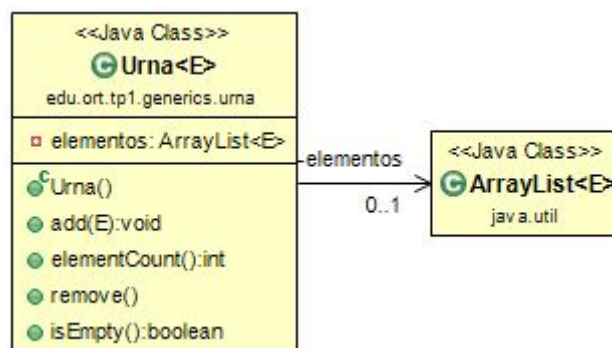 <<Java Class>>
Urna<E>
edu.ort.tp1.generics.urna
elementos: ArrayList<E>
Urna()
add(E):void
elementCount():int
remove()
isEmpty():boolean
-elementos
0..1
<<Java Class>>
ArrayList<E>
java.util